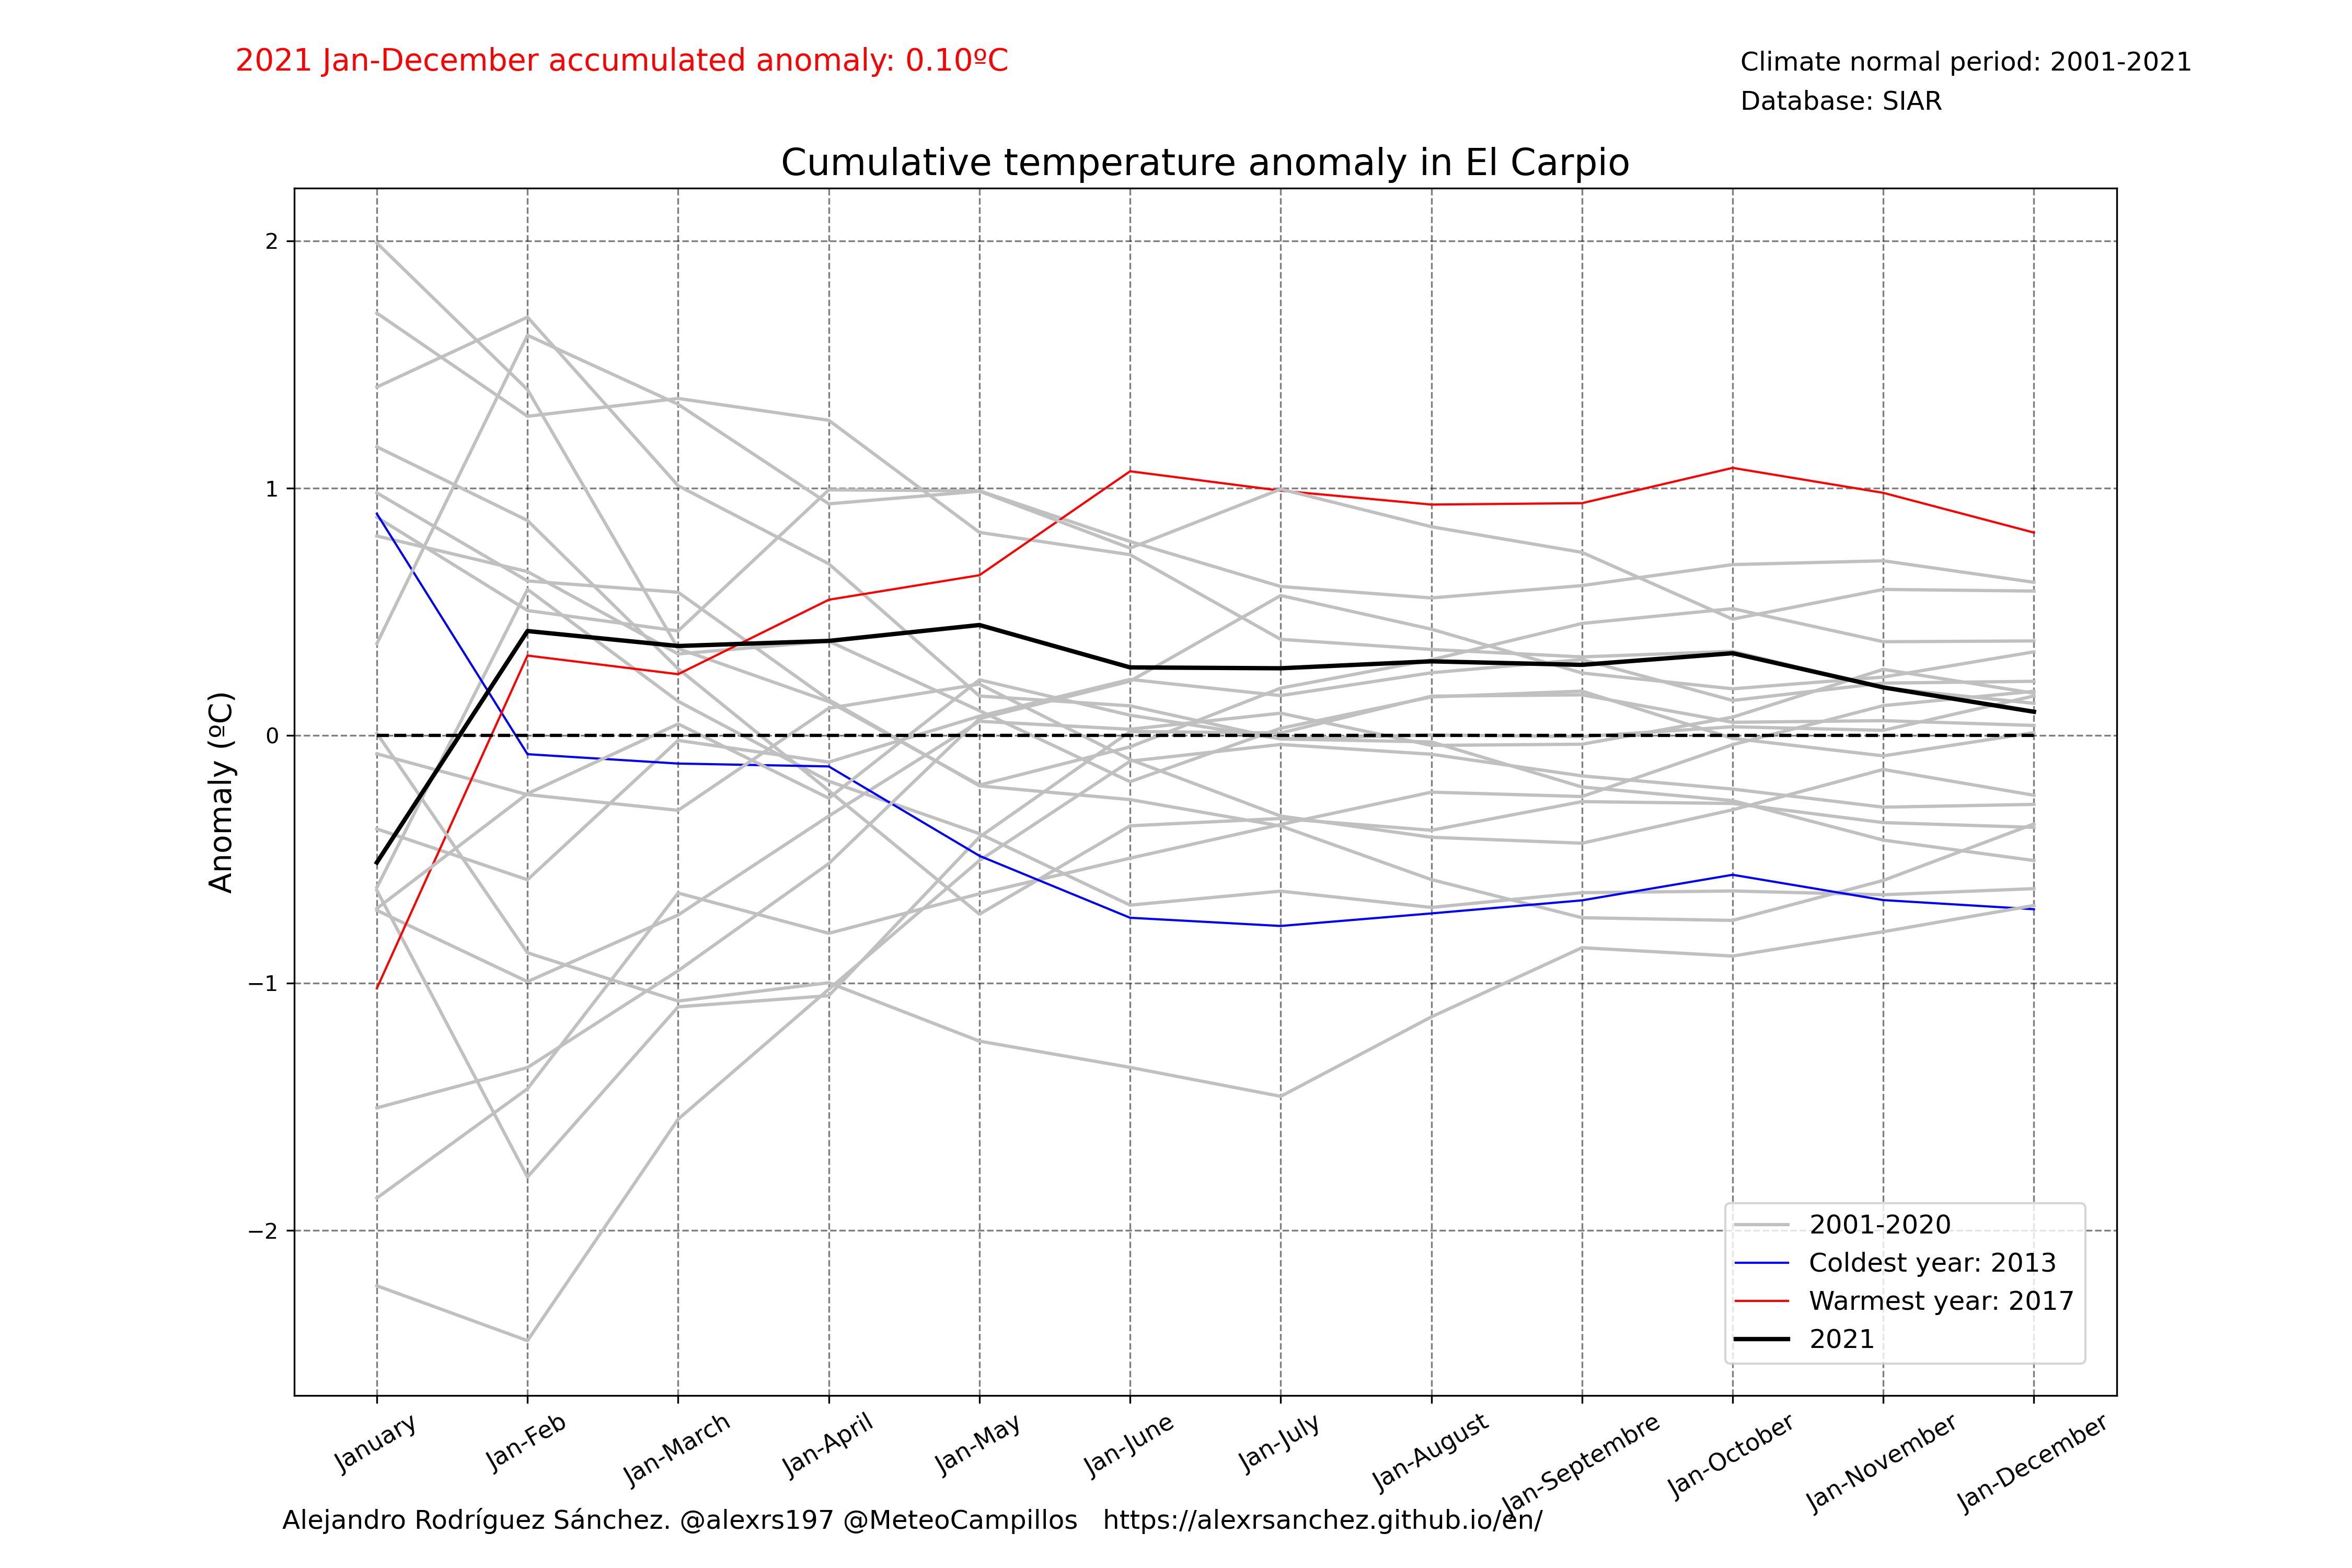 2021 Jan-December accumulated anomaly: 0.10ºC
Climate normal period: 2001-2021
Database: SIAR
Cumulative temperature anomaly in El Carpio
Anomaly (ºC)
2
1
0
−1
−2
2001-2020
Coldest year: 2013
Warmest year: 2017
2021
January
Jan-Feb
Jan-March
Jan-April
Jan-May
Jan-June
Jan-July
Jan-August
Jan-Septembre
Jan-October
Jan-November
Jan-December
Alejandro Rodríguez Sánchez. @alexrs197 @MeteoCampillos https://alexrsanchez.github.io/en/